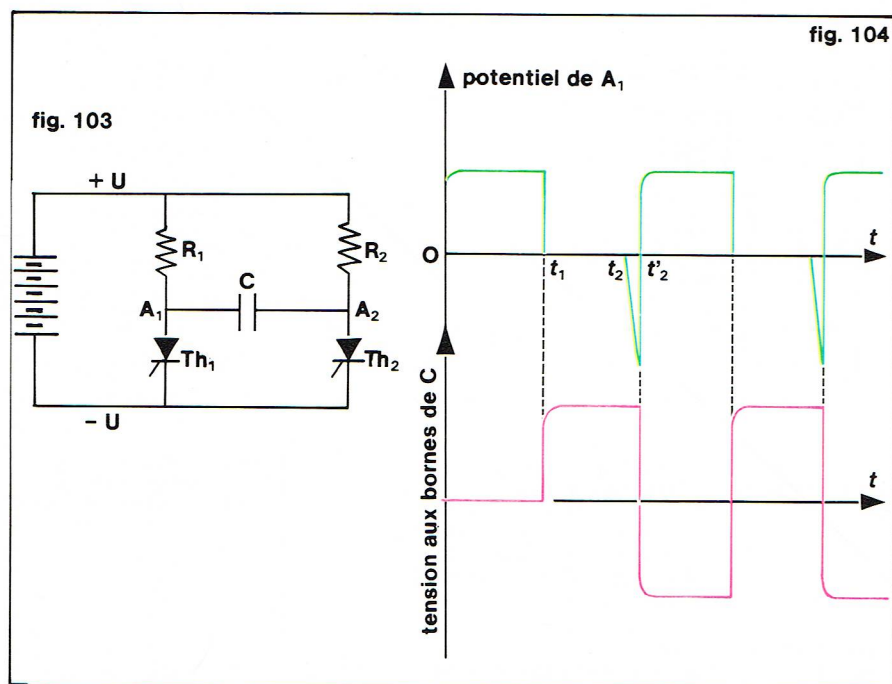 fig. 103
+ U
R₁
R₂
C
A₁
A₂
Th₁
Th₂
− U
fig. 104
potentiel de A₁
O
t₁
t₂
t'₂
t
tension aux bornes de C
t